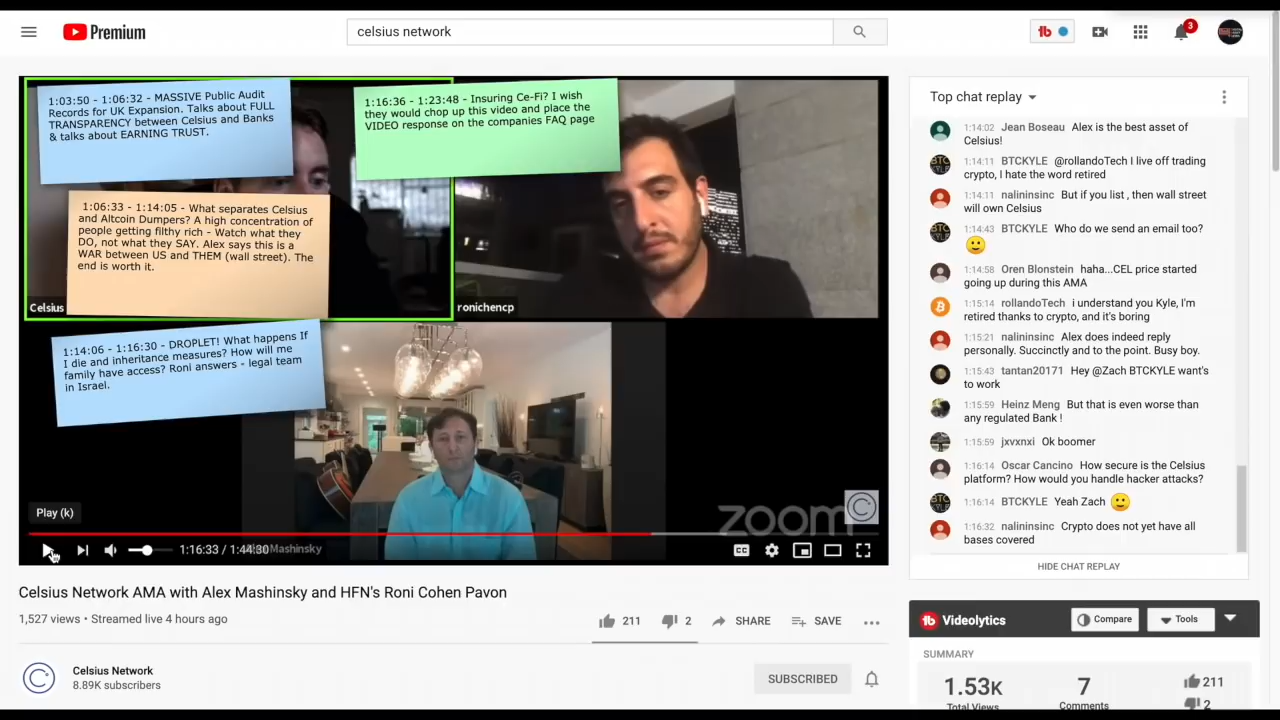 Premium
celsius network
3
1:03:50 - 1:06:32 - MASSIVE Public Audit
Records for UK Expansion. Talks about FULL
TRANSPARENCY between Celsius and Banks
& talks about EARNING TRUST.
1:16:36 - 1:23:48 - Insuring Ce-Fi? I wish
they would chop up this video and place the
VIDEO response on the companies FAQ page
1:06:33 - 1:14:05 - What separates Celsius
and Altcoin Dumpers? A high concentration of
people getting filthy rich - Watch what they
DO, not what they SAY. Alex says this is a
WAR between US and THEM (wall street). The
end is worth it.
Celsius
ronichencp
1:14:06 - 1:16:30 - DROPLET! What happens If
I die and inheritance measures? How will me
family have access? Roni answers - legal team
in Israel.
Play (k)
zoom
1:16:33 / 1:44:30
Mashinsky
CC
Celsius Network AMA with Alex Mashinsky and HFN's Roni Cohen Pavon
1,527 views • Streamed live 4 hours ago
211
2
SHARE
SAVE
Celsius Network
8.89K subscribers
SUBSCRIBED
Top chat replay
1:14:02 Jean Boseau Alex is the best asset of
Celsius!
1:14:11 BTCKYLE @rollandoTech I live off trading
crypto, I hate the word retired
1:14:11 nalininsinc But if you list , then wall street
will own Celsius
1:14:43 BTCKYLE Who do we send an email too?
1:14:58 Oren Blonstein haha...CEL price started
going up during this AMA
1:15:14 rollandoTech i understand you Kyle, I'm
retired thanks to crypto, and it's boring
1:15:21 nalininsinc Alex does indeed reply
personally. Succinctly and to the point. Busy boy.
1:15:43 tantan20171 Hey @Zach BTCKYLE want's
to work
1:15:59 Heinz Meng But that is even worse than
any regulated Bank !
1:15:59 jxvxnxi Ok boomer
1:16:14 Oscar Cancino How secure is the Celsius
platform? How would you handle hacker attacks?
1:16:14 BTCKYLE Yeah Zach
1:16:32 nalininsinc Crypto does not yet have all
bases covered
HIDE CHAT REPLAY
tb Videolytics
Compare
Tools
SUMMARY
1.53K
Total Views
7
Comments
211
2